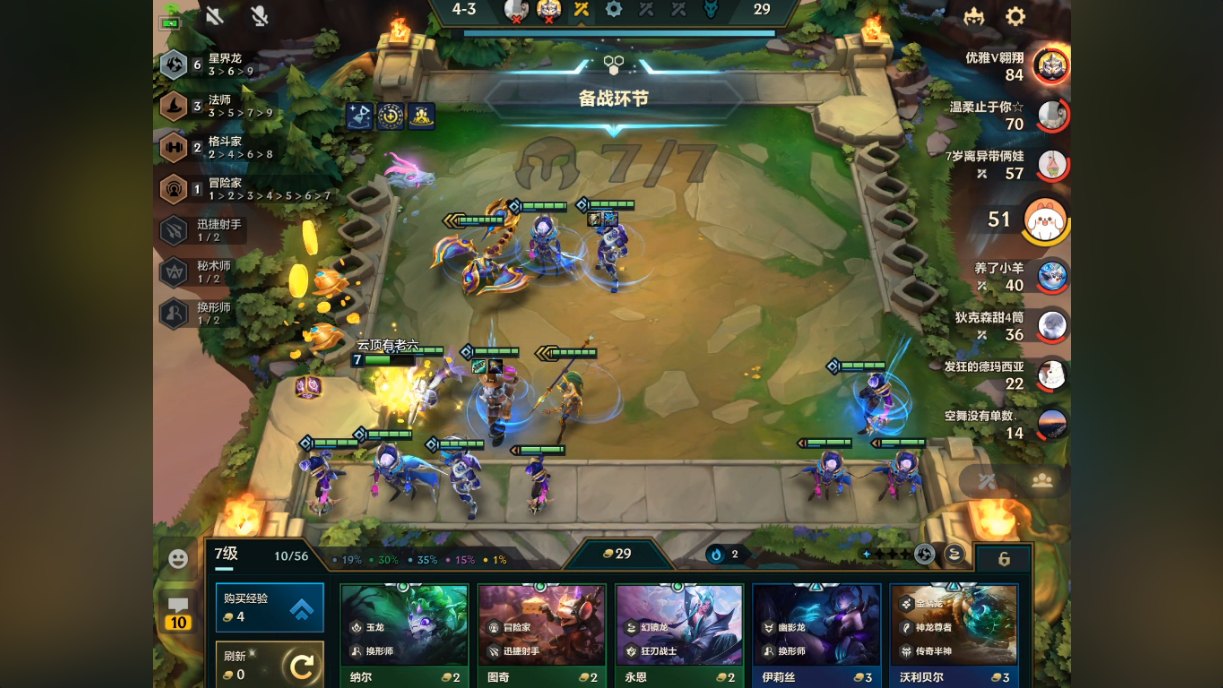 4-3
29
6 星界龙
3 > 6 > 9
3 法师
3 > 5 > 7 > 9
2 格斗家
2 > 4 > 6 > 8
1 冒险家
1 > 2 > 3 > 4 > 5 > 6 > 7
迅捷射手
1 / 2
秘术师
1 / 2
换形师
1 / 2
备战环节
7/7
优雅V翱翔
84
温柔止于你☆
70
7岁离异带俩娃
57
51
养了小羊
40
狄克森甜4筒
36
发狂的德玛西亚
22
空舞没有单数.
14
云顶有老六
7
7级
10/56
19% 30% 35% 15% 1%
29
2
10
购买经验
4
刷新
0
玉龙
换形师
纳尔 2
冒险家
迅捷射手
图奇 2
幻镜龙
狂刃战士
永恩 2
幽影龙
换形师
伊莉丝 3
金鳞龙
神龙尊者
传奇半神
沃利贝尔 3